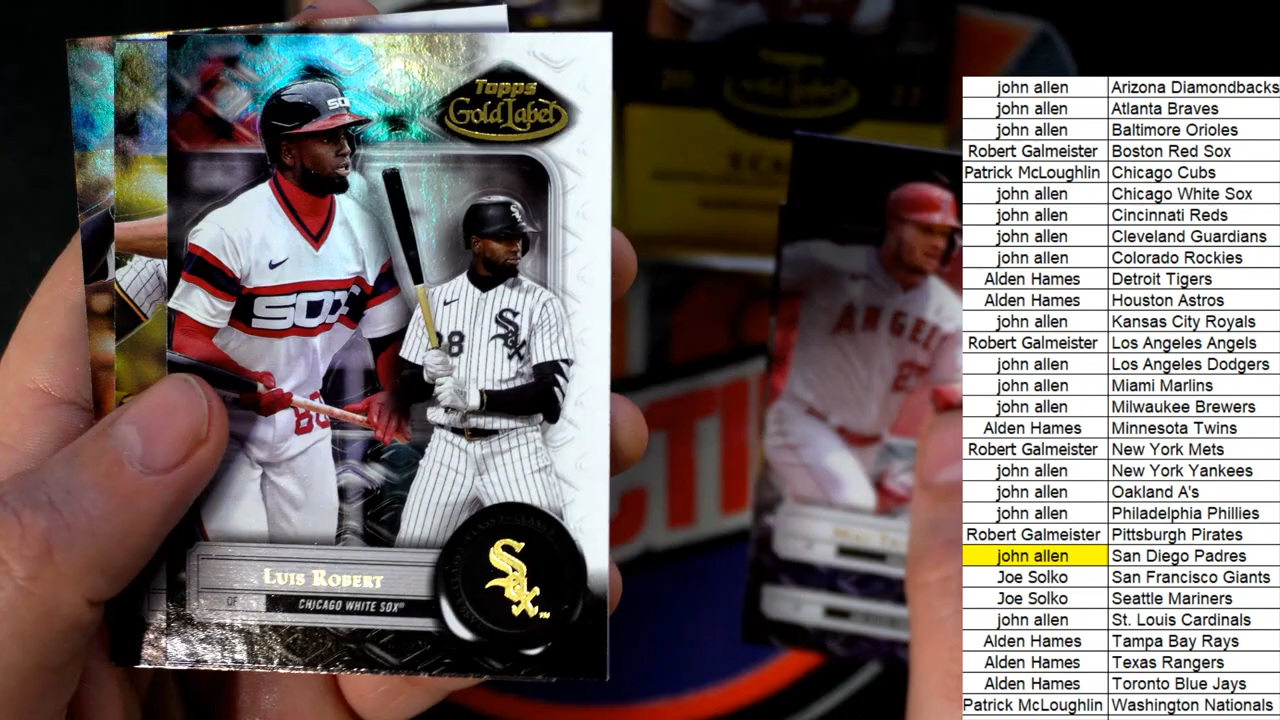 Topps
Gold Label
SOX
SOX
88
Sox
28
LUIS ROBERT
OF
CHICAGO WHITE SOX
ANGELS
john allen Arizona Diamondbacks
john allen Atlanta Braves
john allen Baltimore Orioles
Robert Galmeister Boston Red Sox
Patrick McLoughlin Chicago Cubs
john allen Chicago White Sox
john allen Cincinnati Reds
john allen Cleveland Guardians
john allen Colorado Rockies
Alden Hames Detroit Tigers
Alden Hames Houston Astros
john allen Kansas City Royals
Robert Galmeister Los Angeles Angels
john allen Los Angeles Dodgers
john allen Miami Marlins
john allen Milwaukee Brewers
Alden Hames Minnesota Twins
Robert Galmeister New York Mets
john allen New York Yankees
john allen Oakland A's
john allen Philadelphia Phillies
Robert Galmeister Pittsburgh Pirates
john allen San Diego Padres
Joe Solko San Francisco Giants
Joe Solko Seattle Mariners
john allen St. Louis Cardinals
Alden Hames Tampa Bay Rays
Alden Hames Texas Rangers
Alden Hames Toronto Blue Jays
Patrick McLoughlin Washington Nationals